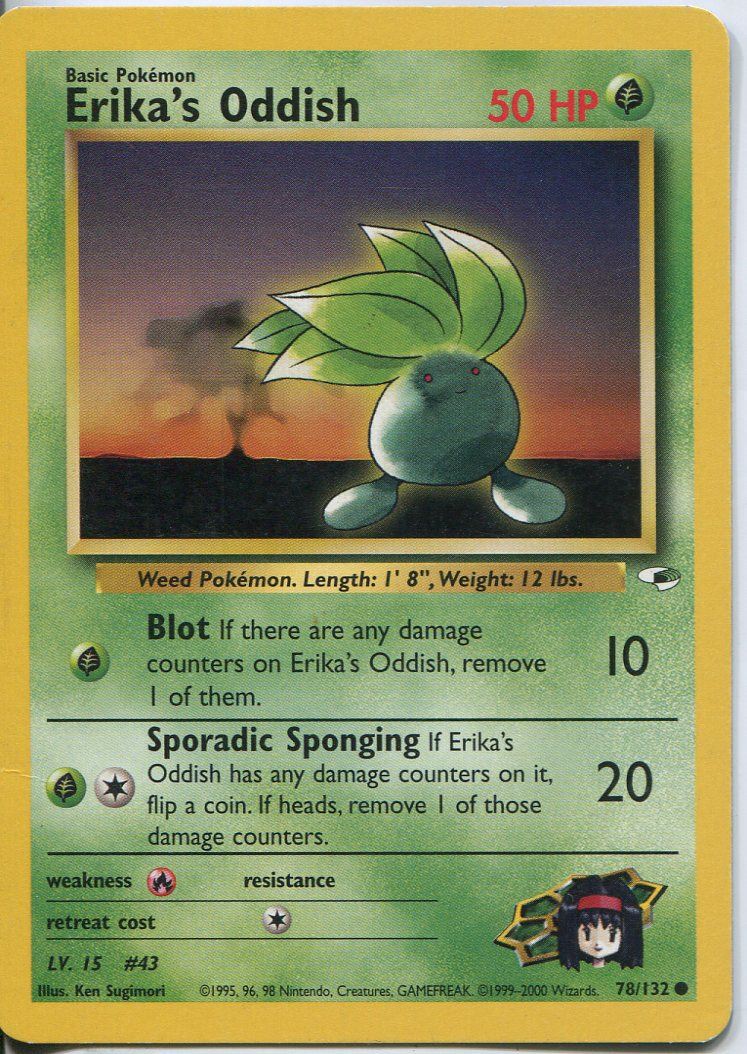 Basic Pokémon
Erika's Oddish 50 HP
Weed Pokémon. Length: 1' 8", Weight: 12 lbs.
Blot If there are any damage
counters on Erika's Oddish, remove
1 of them.
10
Sporadic Sponging If Erika's
Oddish has any damage counters on it,
flip a coin. If heads, remove 1 of those
damage counters.
20
weakness resistance
retreat cost
LV. 15 #43
Illus. Ken Sugimori ©1995, 96, 98 Nintendo, Creatures, GAMEFREAK. ©1999-2000 Wizards. 78/132